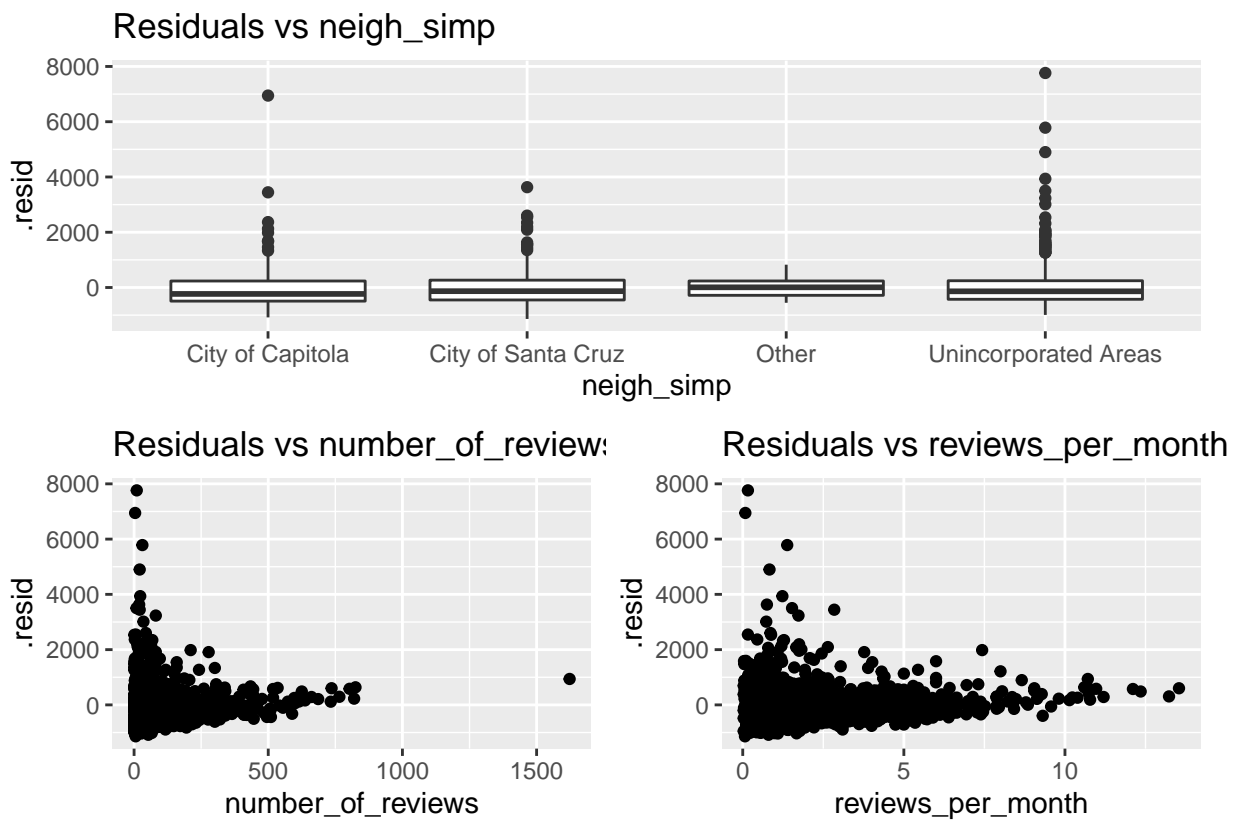 Residuals vs neigh_simp
8000
6000
4000
2000
0
.resid
City of Capitola
City of Santa Cruz
Other
Unincorporated Areas
neigh_simp
Residuals vs number_of_reviews
8000
6000
4000
2000
0
.resid
0
500
1000
1500
number_of_reviews
Residuals vs reviews_per_month
8000
6000
4000
2000
0
.resid
0
5
10
reviews_per_month